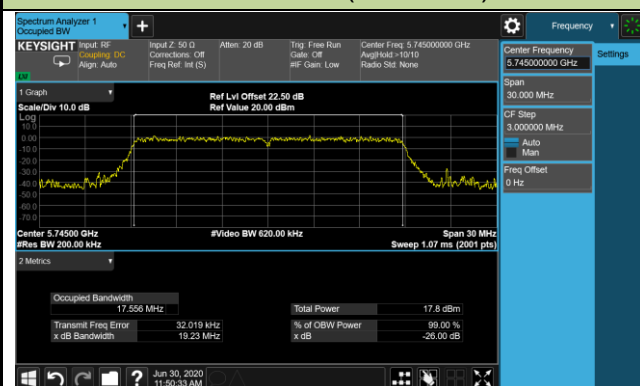 Spectrum Analyzer 1
Occupied BW
Frequency
KEYSIGHT
Input: RF
Coupling: DC
Align: Auto
Input Z: 50 Ω
Corrections: Off
Freq Ref: Int (S)
Atten: 20 dB
Trig: Free Run
Gate: Off
#IF Gain: Low
Center Freq: 5.745000000 GHz
Avg|Hold:>10/10
Radio Std: None
LVI
Center Frequency
5.745000000 GHz
Settings
Span
30.000 MHz
CF Step
3.000000 MHz
Auto
Man
Freq Offset
0 Hz
1 Graph
Scale/Div 10.0 dB
Ref Lvl Offset 22.50 dB
Ref Value 20.00 dBm
Log
10.0
0.00
-10.0
-20.0
-30.0
-40.0
-50.0
-60.0
-70.0
Center 5.74500 GHz
#Res BW 200.00 kHz
#Video BW 620.00 kHz
Span 30 MHz
Sweep 1.07 ms (2001 pts)
2 Metrics
Occupied Bandwidth
17.556 MHz
Total Power 17.8 dBm
Transmit Freq Error 32.019 kHz
% of OBW Power 99.00 %
x dB Bandwidth 19.23 MHz
x dB -26.00 dB
Jun 30, 2020
11:50:33 AM